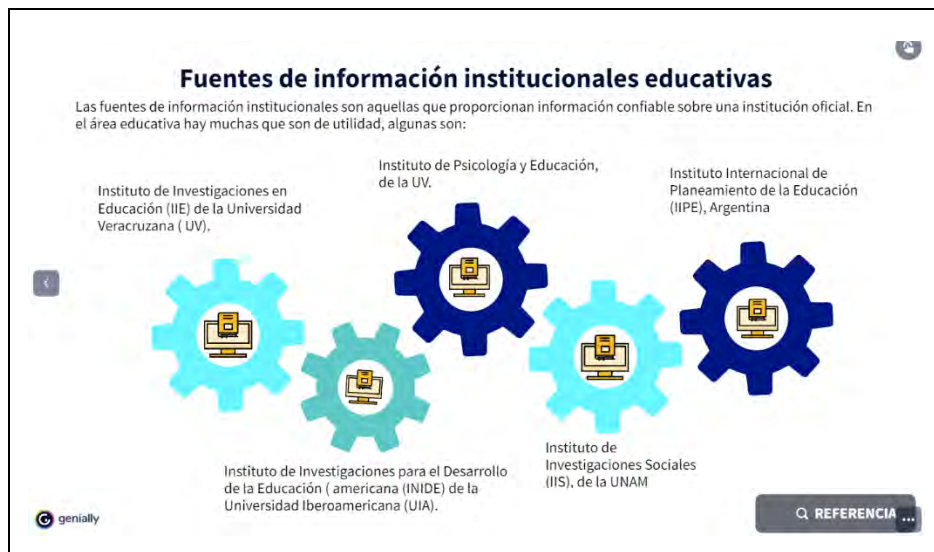 Fuentes de información institucionales educativas
Las fuentes de información institucionales son aquellas que proporcionan información confiable sobre una institución oficial. En
el área educativa hay muchas que son de utilidad, algunas son:
Instituto de Investigaciones en
Educación (IIE) de la Universidad
Veracruzana ( UV).
Instituto de Psicología y Educación,
de la UV.
Instituto Internacional de
Planeamiento de la Educación
(IIPE), Argentina
Instituto de Investigaciones para el Desarrollo
de la Educación ( americana (INIDE) de la
Universidad Iberoamericana (UIA).
Instituto de
Investigaciones Sociales
(IIS), de la UNAM
genially
REFERENCIA